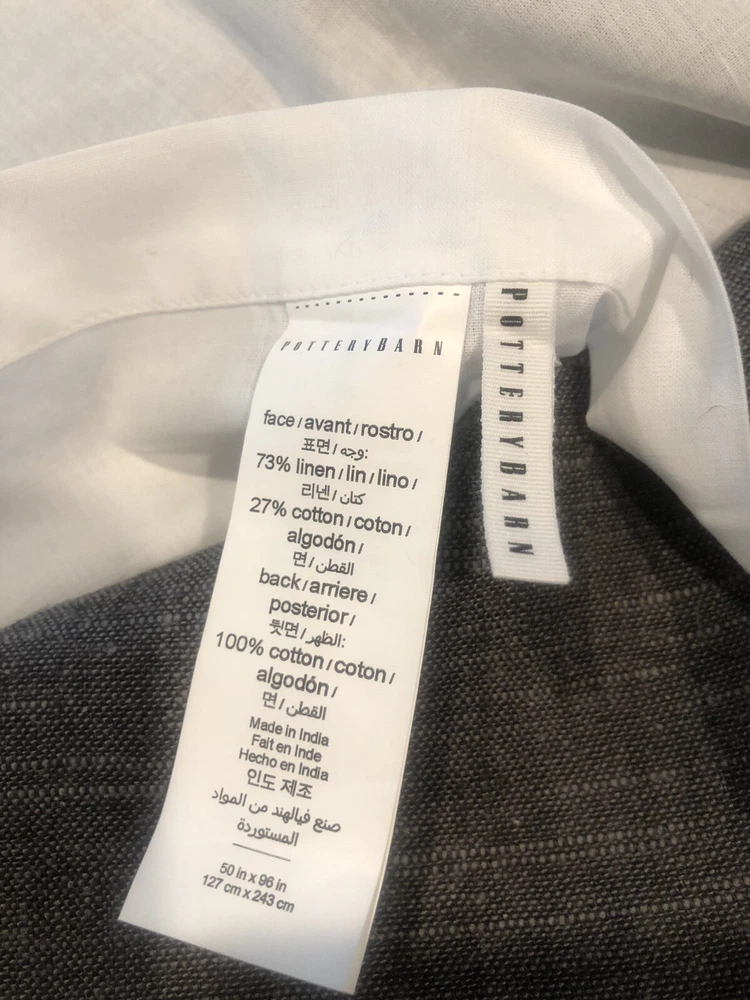 POTTERYBARN
face / avant / rostro /
표면 / وجه:
73% linen / lin / lino /
리넨 / كتان
27% cotton / coton /
algodón /
면 / القطن
back / arriere /
posterior /
뒷면 / الظهر:
100% cotton / coton /
algodón /
면 / القطن
Made in India
Fait en Inde
Hecho en India
인도 제조
صنع فيالهند من المواد
المستوردة
50 in x 96 in
127 cm x 243 cm
POTTERYBARN